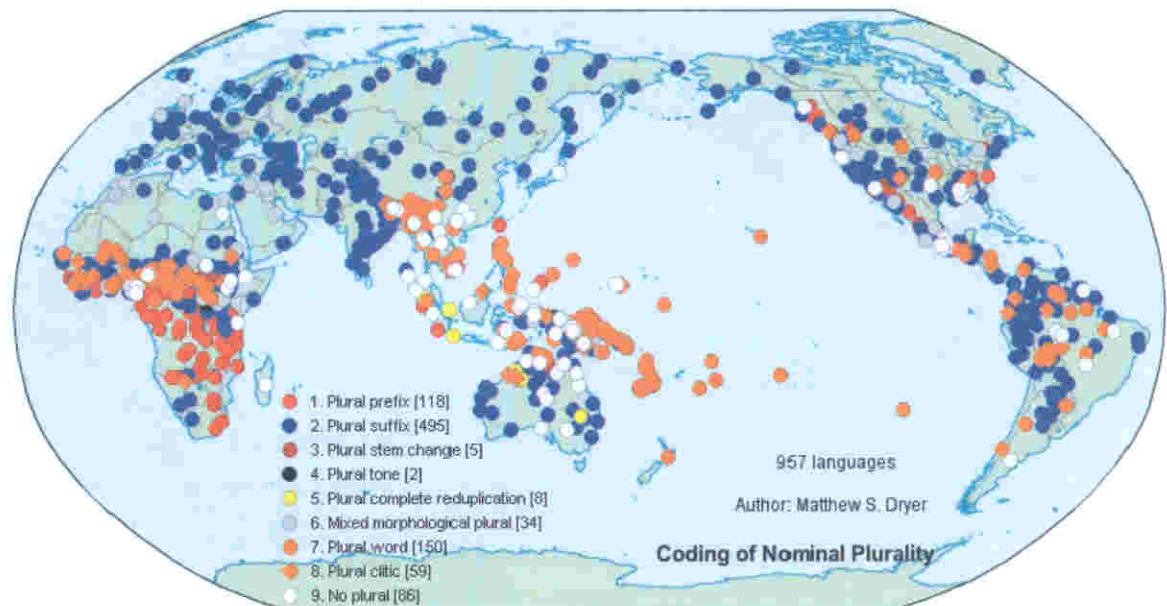 1. Plural prefix [118]
2. Plural suffix [495]
3. Plural stem change [5]
4. Plural tone [2]
5. Plural complete reduplication [8]
6. Mixed morphological plural [34]
7. Plural word [150]
8. Plural clitic [59]
9. No plural [86]
957 languages
Author: Matthew S. Dryer
Coding of Nominal Plurality